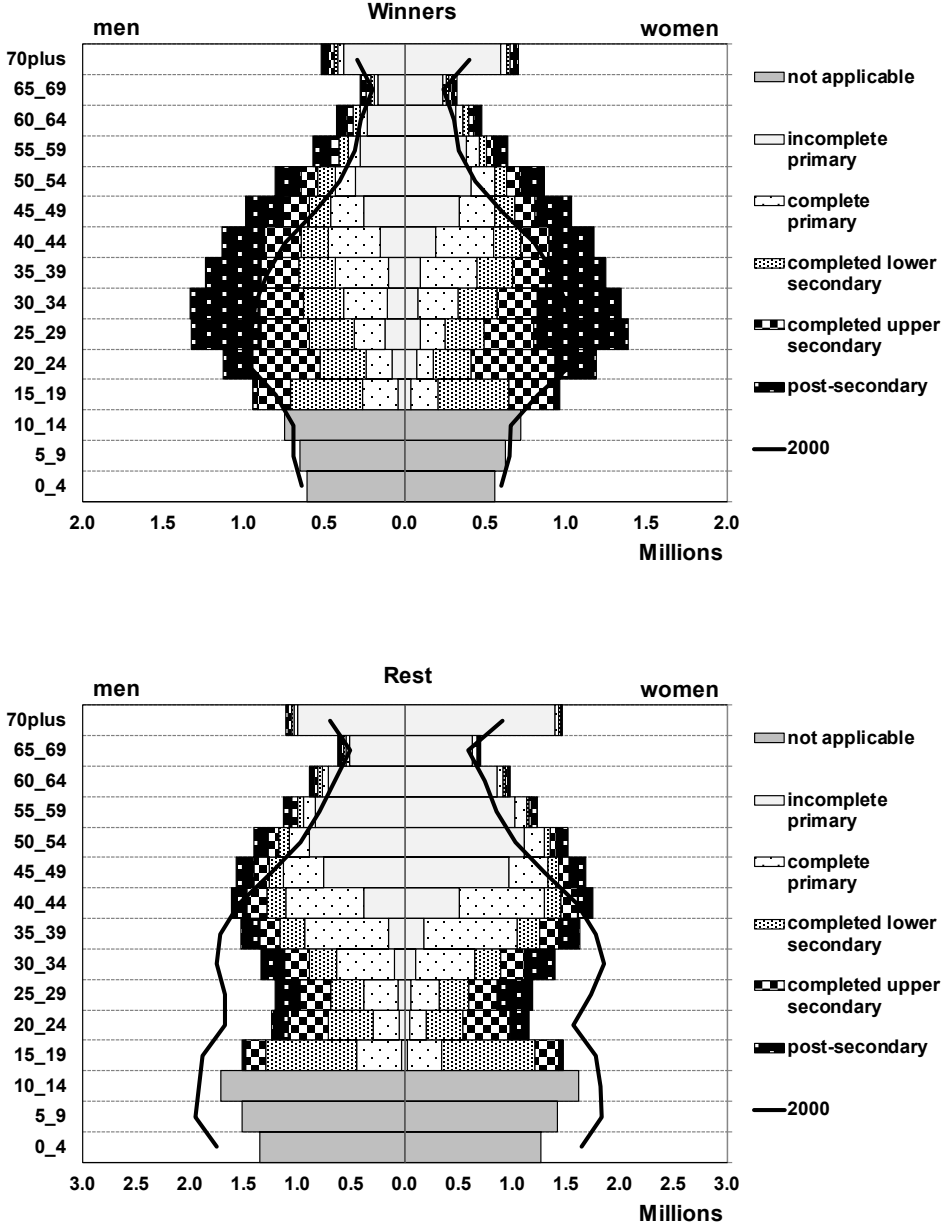 Winners
men women
70plus
65_69
60_64
55_59
50_54
45_49
40_44
35_39
30_34
25_29
20_24
15_19
10_14
5_9
0_4
2.0 1.5 1.0 0.5 0.0 0.5 1.0 1.5 2.0
Millions
not applicable
incomplete
primary
complete
primary
completed lower
secondary
completed upper
secondary
post-secondary
2000
Rest
men women
70plus
65_69
60_64
55_59
50_54
45_49
40_44
35_39
30_34
25_29
20_24
15_19
10_14
5_9
0_4
3.0 2.5 2.0 1.5 1.0 0.5 0.0 0.5 1.0 1.5 2.0 2.5 3.0
Millions
not applicable
incomplete
primary
complete
primary
completed lower
secondary
completed upper
secondary
post-secondary
2000